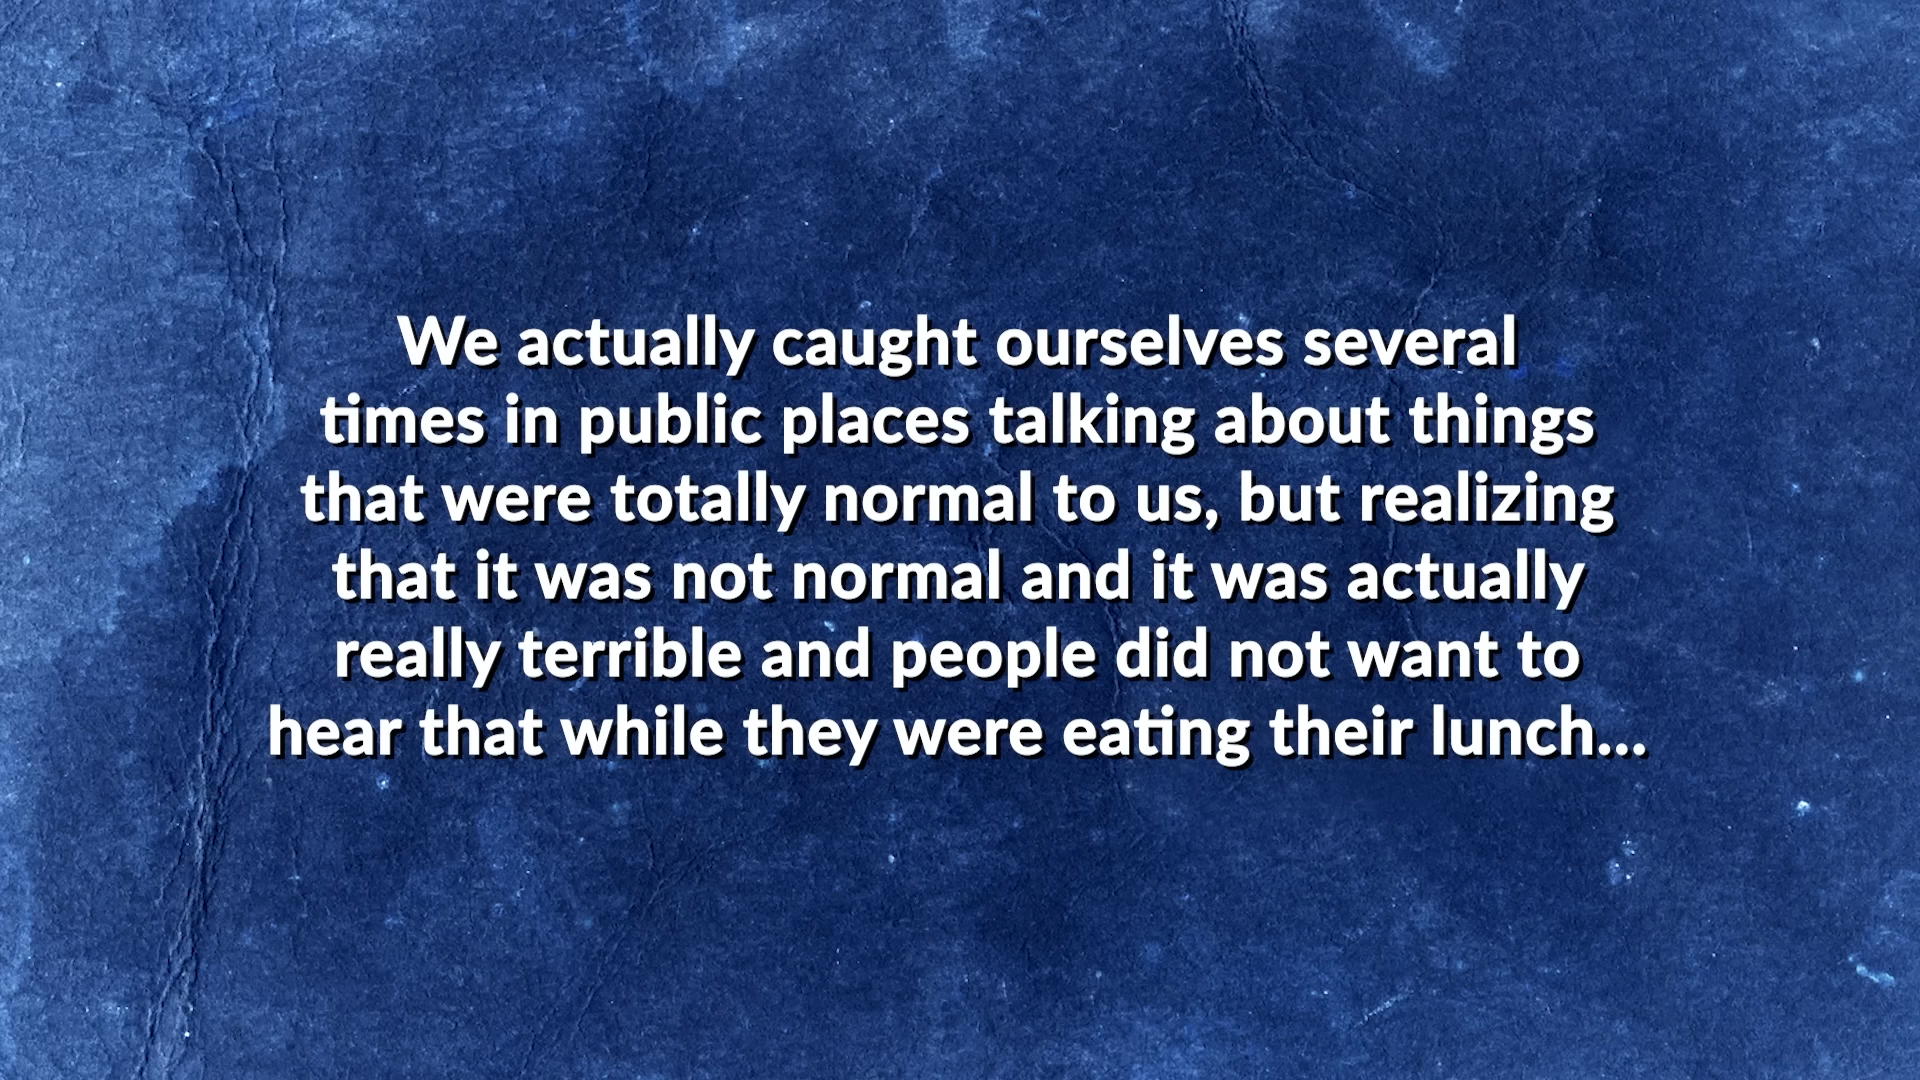 We actually caught ourselves several
times in public places talking about things
that were totally normal to us, but realizing
that it was not normal and it was actually
really terrible and people did not want to
hear that while they were eating their lunch...